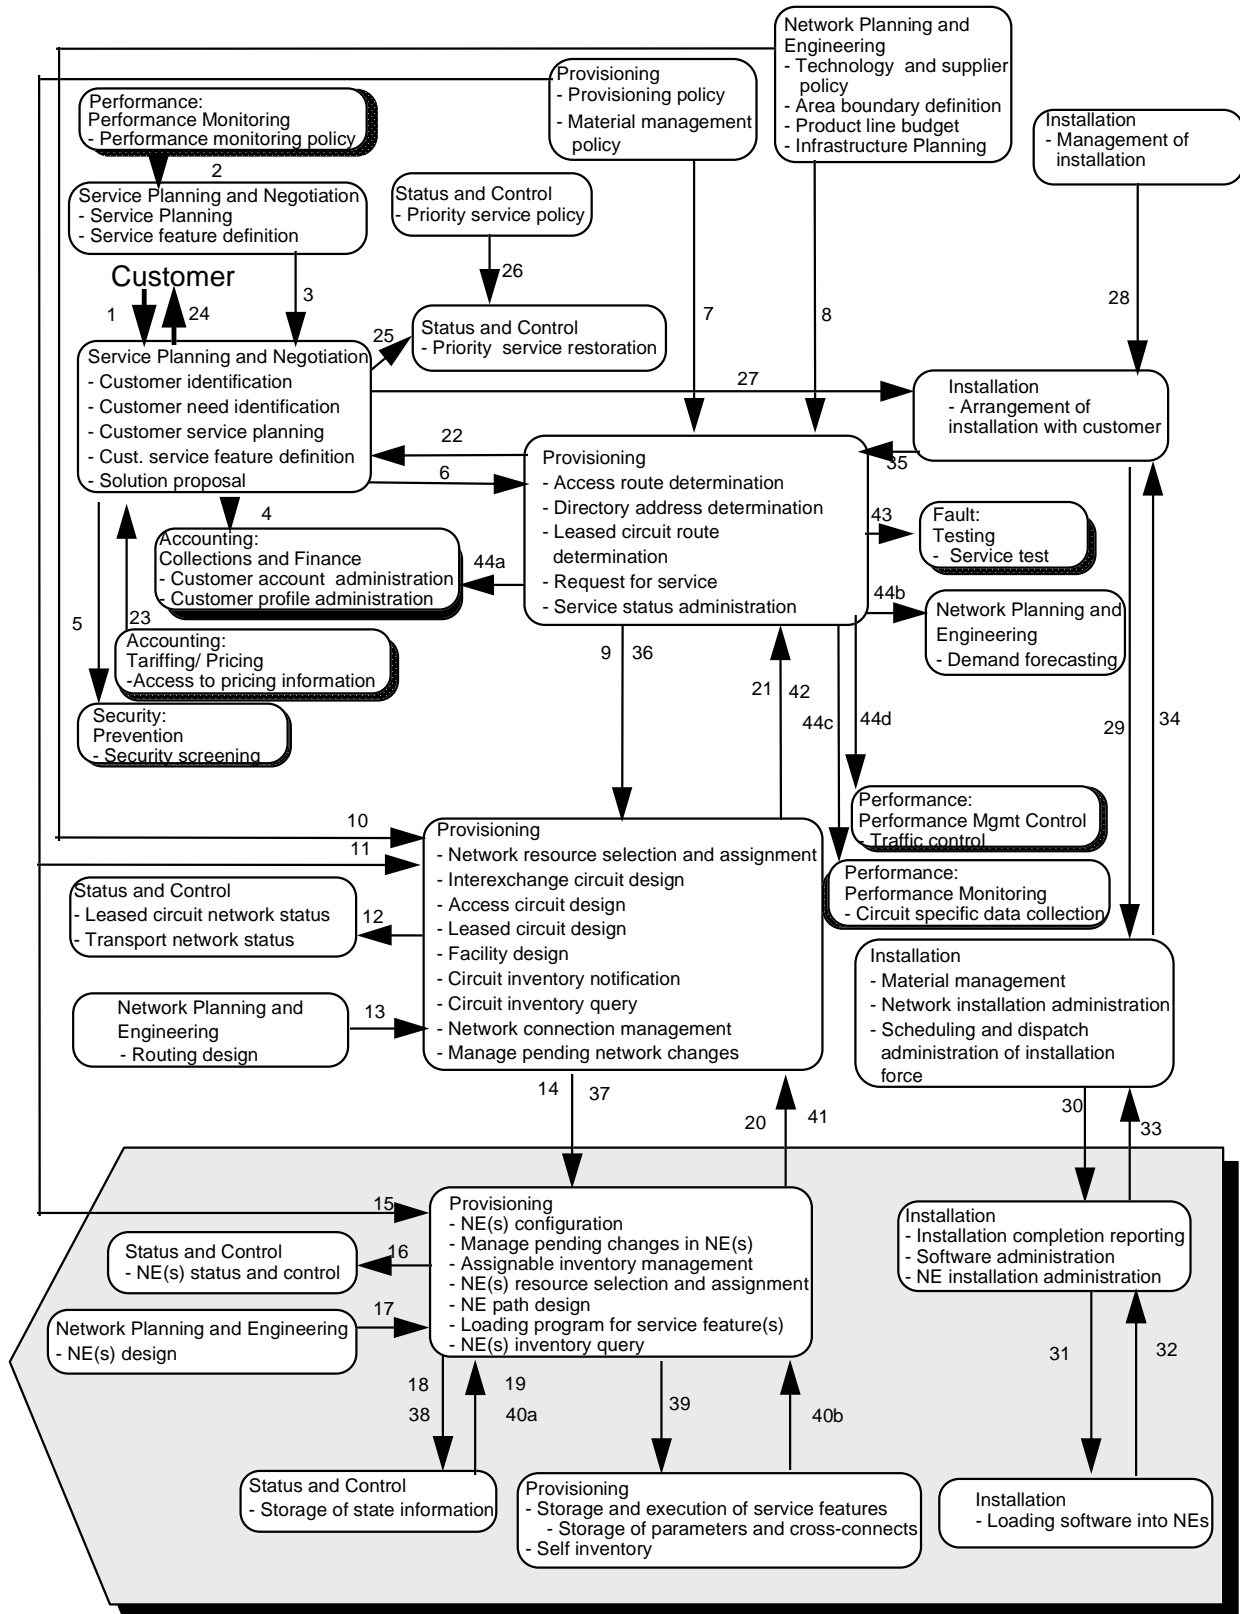 Network Planning and
Engineering
- Technology and supplier
policy
- Area boundary definition
- Product line budget
- Infrastructure Planning
Provisioning
- Provisioning policy
- Material management
policy
Performance:
Performance Monitoring
- Performance monitoring policy
Installation
- Management of
installation
2
Service Planning and Negotiation
- Service Planning
- Service feature definition
Status and Control
- Priority service policy
Customer
1
24
3
26
7
8
28
25
Status and Control
- Priority service restoration
Service Planning and Negotiation
- Customer identification
- Customer need identification
- Customer service planning
- Cust. service feature definition
- Solution proposal
27
Installation
- Arrangement of
installation with customer
22
6
35
Provisioning
- Access route determination
- Directory address determination
- Leased circuit route
determination
- Request for service
- Service status administration
4
43
Fault:
Testing
- Service test
Accounting:
Collections and Finance
- Customer account administration
- Customer profile administration
44a
44b
Network Planning and
Engineering
- Demand forecasting
5
23
Accounting:
Tariffing/ Pricing
-Access to pricing information
9
36
21
42
44c
44d
29
34
Security:
Prevention
- Security screening
Performance:
Performance Mgmt Control
- Traffic control
10
11
Provisioning
- Network resource selection and assignment
- Interexchange circuit design
- Access circuit design
- Leased circuit design
- Facility design
- Circuit inventory notification
- Circuit inventory query
- Network connection management
- Manage pending network changes
Performance:
Performance Monitoring
- Circuit specific data collection
Status and Control
- Leased circuit network status
- Transport network status
12
Installation
- Material management
- Network installation administration
- Scheduling and dispatch
administration of installation
force
Network Planning and
Engineering
- Routing design
13
14
37
20
41
30
33
15
Provisioning
- NE(s) configuration
- Manage pending changes in NE(s)
- Assignable inventory management
- NE(s) resource selection and assignment
- NE path design
- Loading program for service feature(s)
- NE(s) inventory query
Installation
- Installation completion reporting
- Software administration
- NE installation administration
Status and Control
- NE(s) status and control
16
17
Network Planning and Engineering
- NE(s) design
18
38
19
40a
39
40b
31
32
Status and Control
- Storage of state information
Provisioning
- Storage and execution of service features
- Storage of parameters and cross-connects
- Self inventory
Installation
- Loading software into NEs